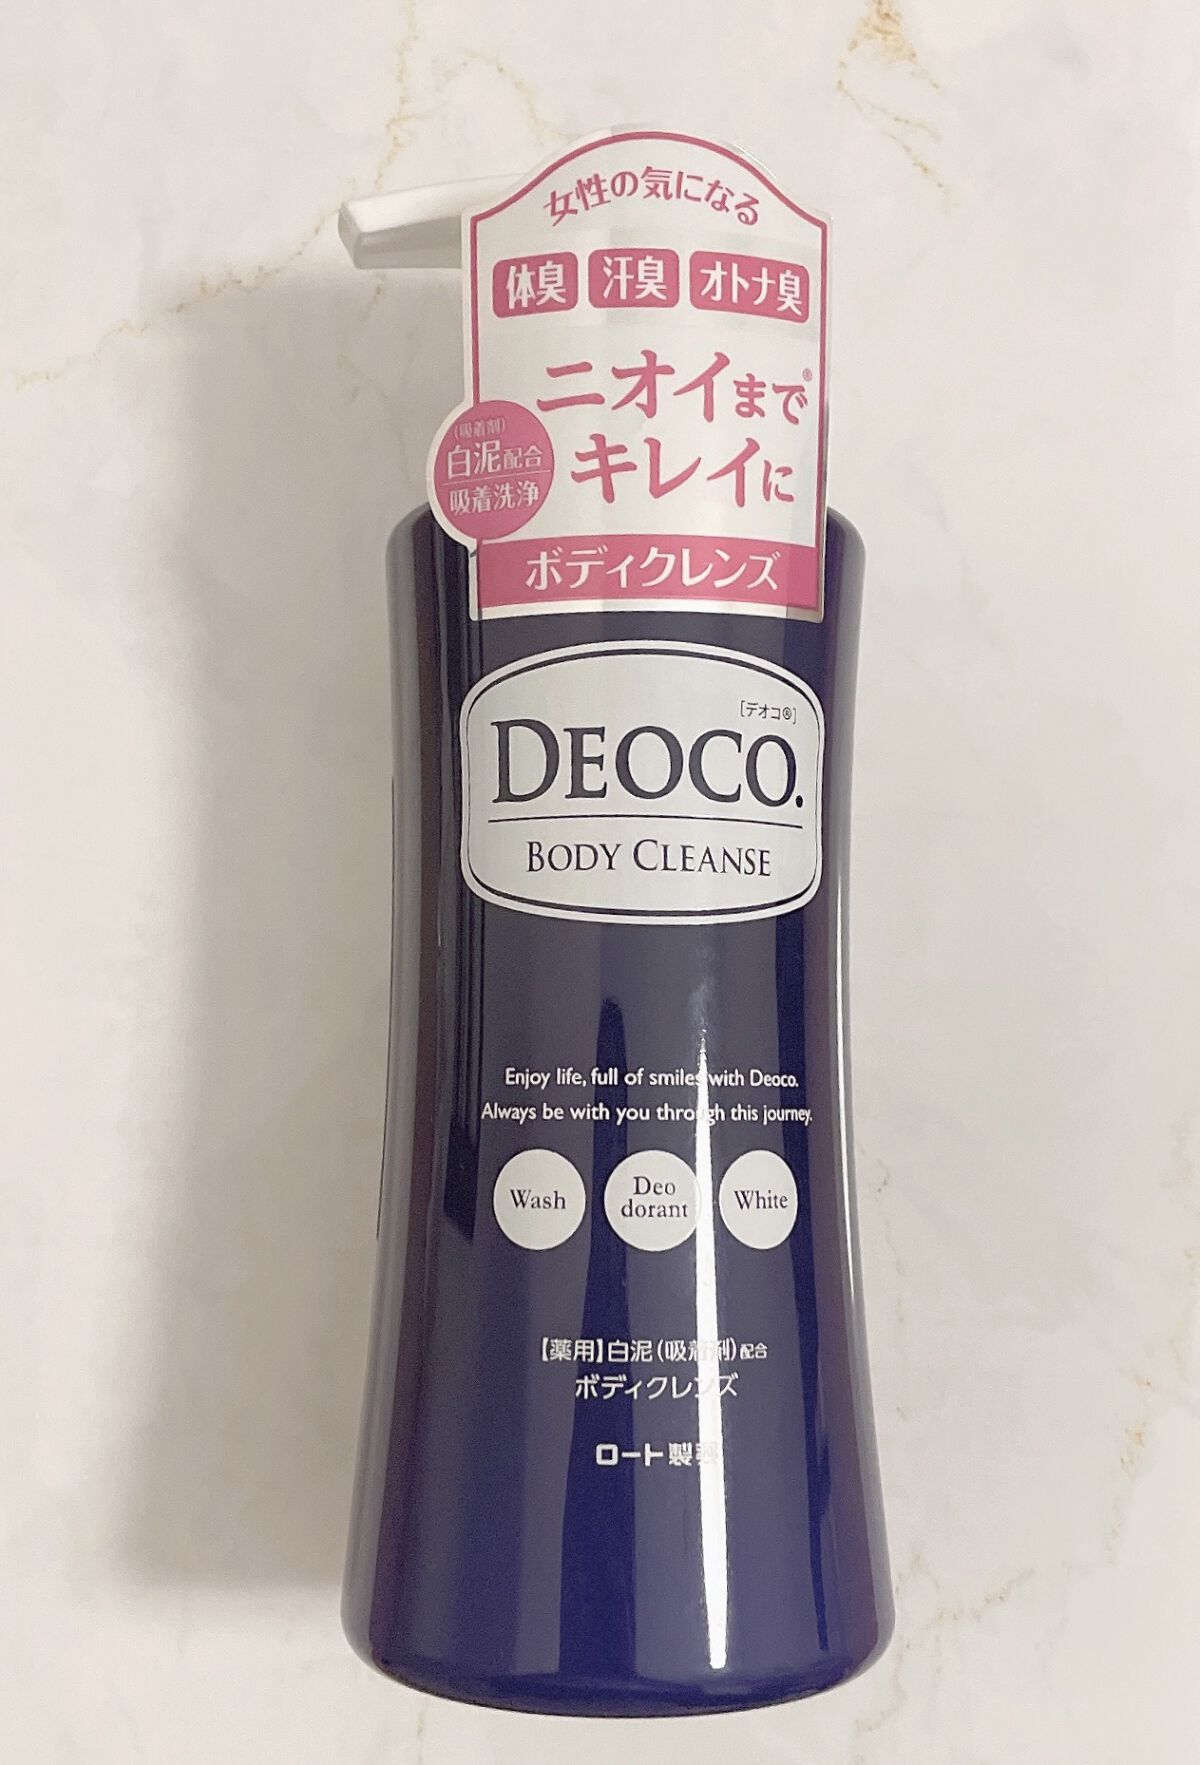 女性の気になる
体臭 汗臭 オトナ臭
ニオイまで®
キレイに
(吸着剤)
白泥配合
吸着洗浄
ボディクレンズ
[デオコ®]
DEOCO.
BODY CLEANSE
Enjoy life, full of smiles with Deoco.
Always be with you through this journey.
Wash
Deo
dorant
White
【薬用】白泥(吸着剤)配合
ボディクレンズ
ロート製薬